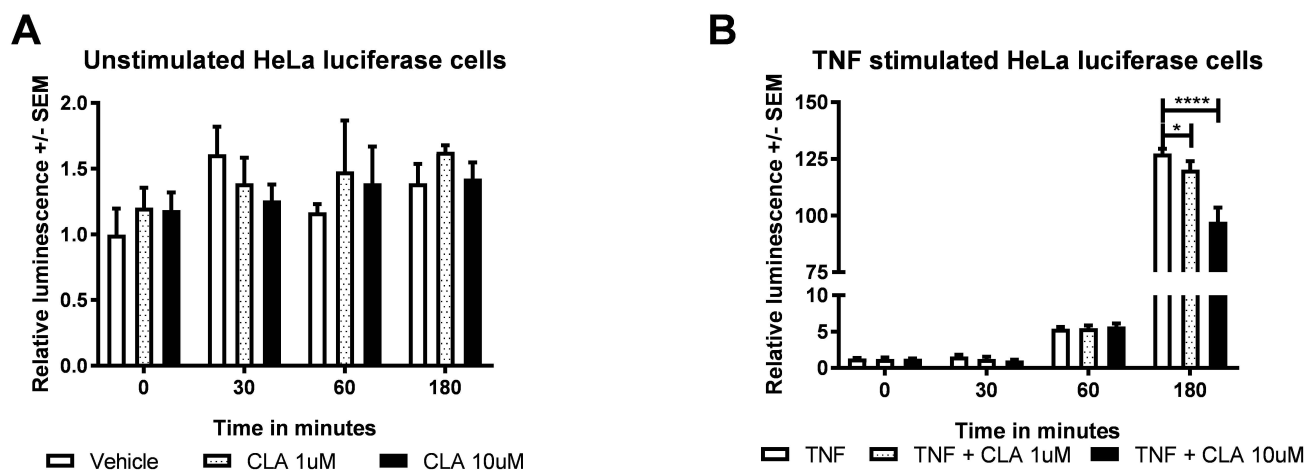 A
Unstimulated HeLa luciferase cells
Relative luminescence +/- SEM
2.0
1.5
1.0
0.5
0.0
0 30 60 180
Time in minutes
Vehicle CLA 1uM CLA 10uM
B
TNF stimulated HeLa luciferase cells
Relative luminescence +/- SEM
150
125
100
75
10
5
0
****
*
0 30 60 180
Time in minutes
TNF TNF + CLA 1uM TNF + CLA 10uM